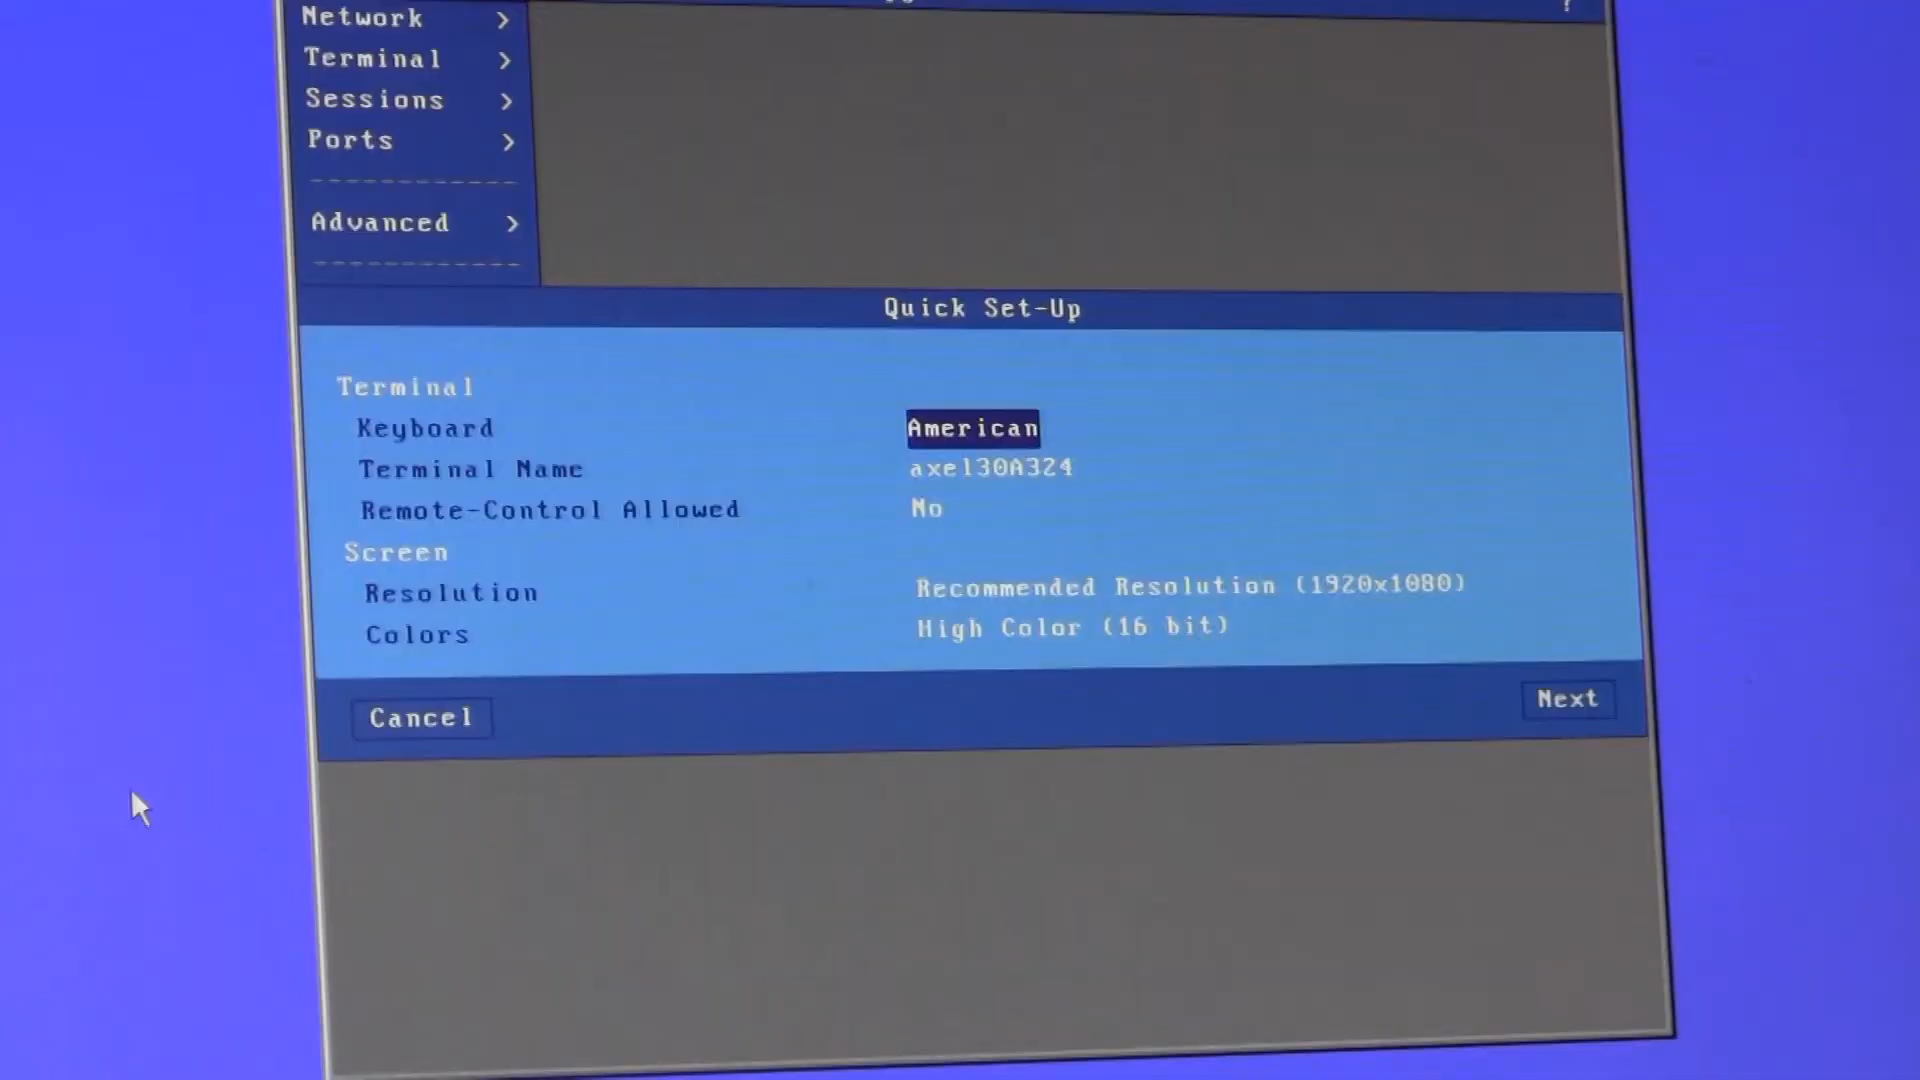 Network >
Terminal >
Sessions >
Ports >
Advanced >
Quick Set-Up
Terminal
Keyboard American
Terminal Name axel30A324
Remote-Control Allowed No
Screen
Resolution Recommended Resolution (1920x1080)
Colors High Color (16 bit)
Cancel Next